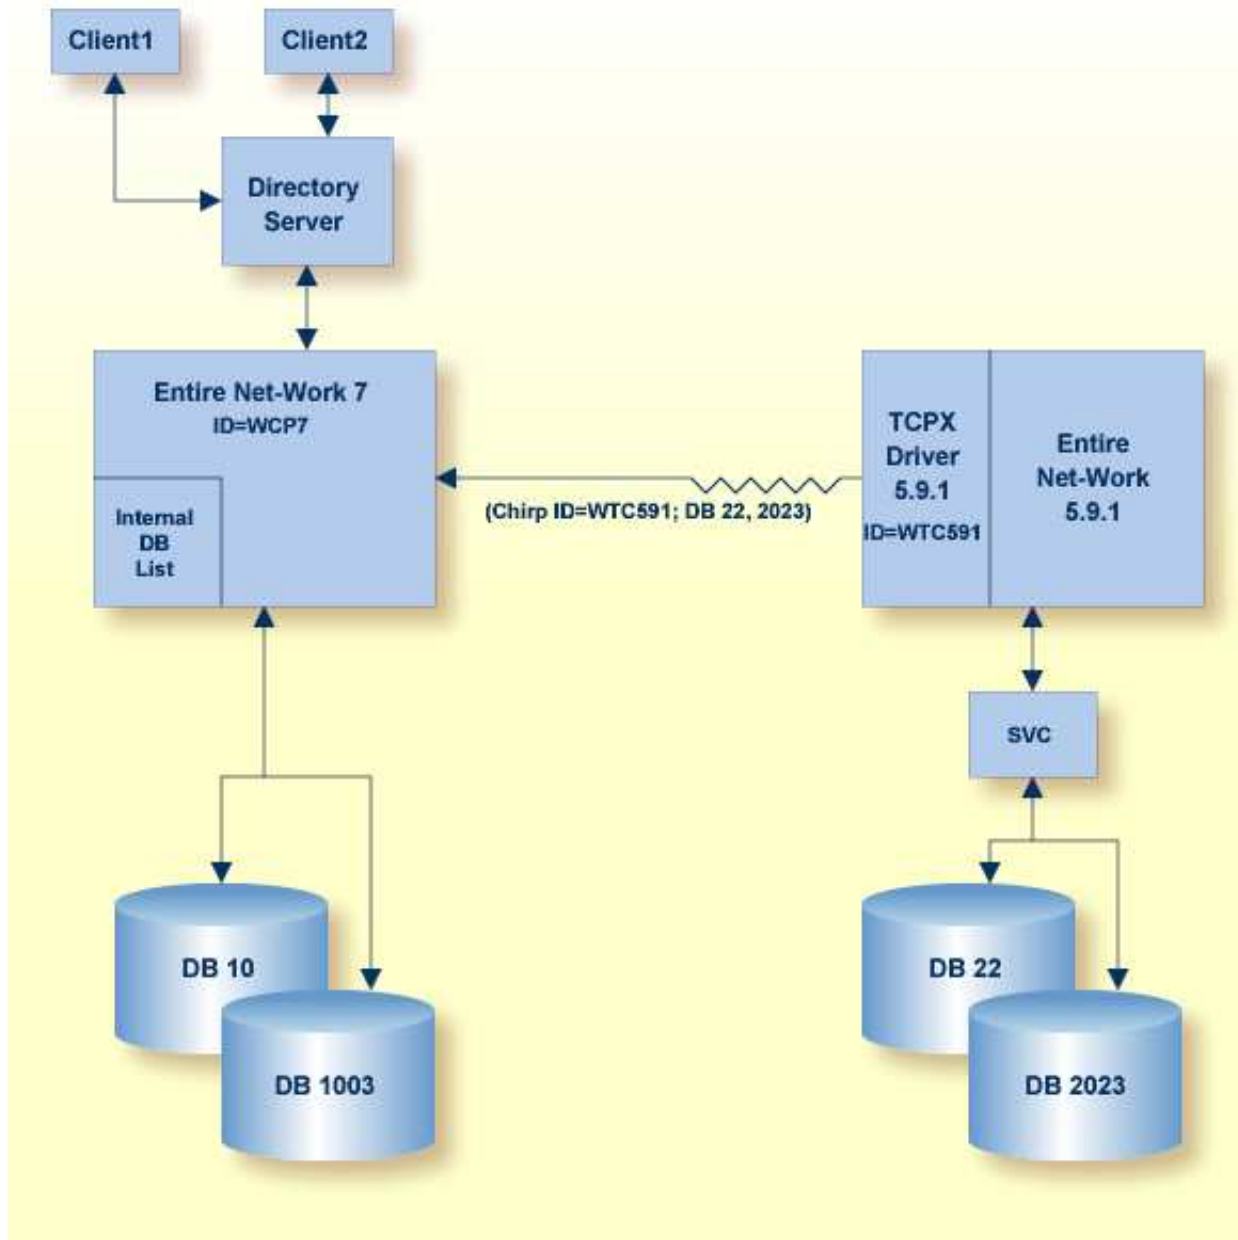 Client1
Client2
Directory
Server
Entire Net-Work 7
ID=WCP7
Internal
DB
List
(Chirp ID=WTC591; DB 22, 2023)
TCPX
Driver
5.9.1
ID=WTC591
Entire
Net-Work
5.9.1
SVC
DB 10
DB 1003
DB 22
DB 2023